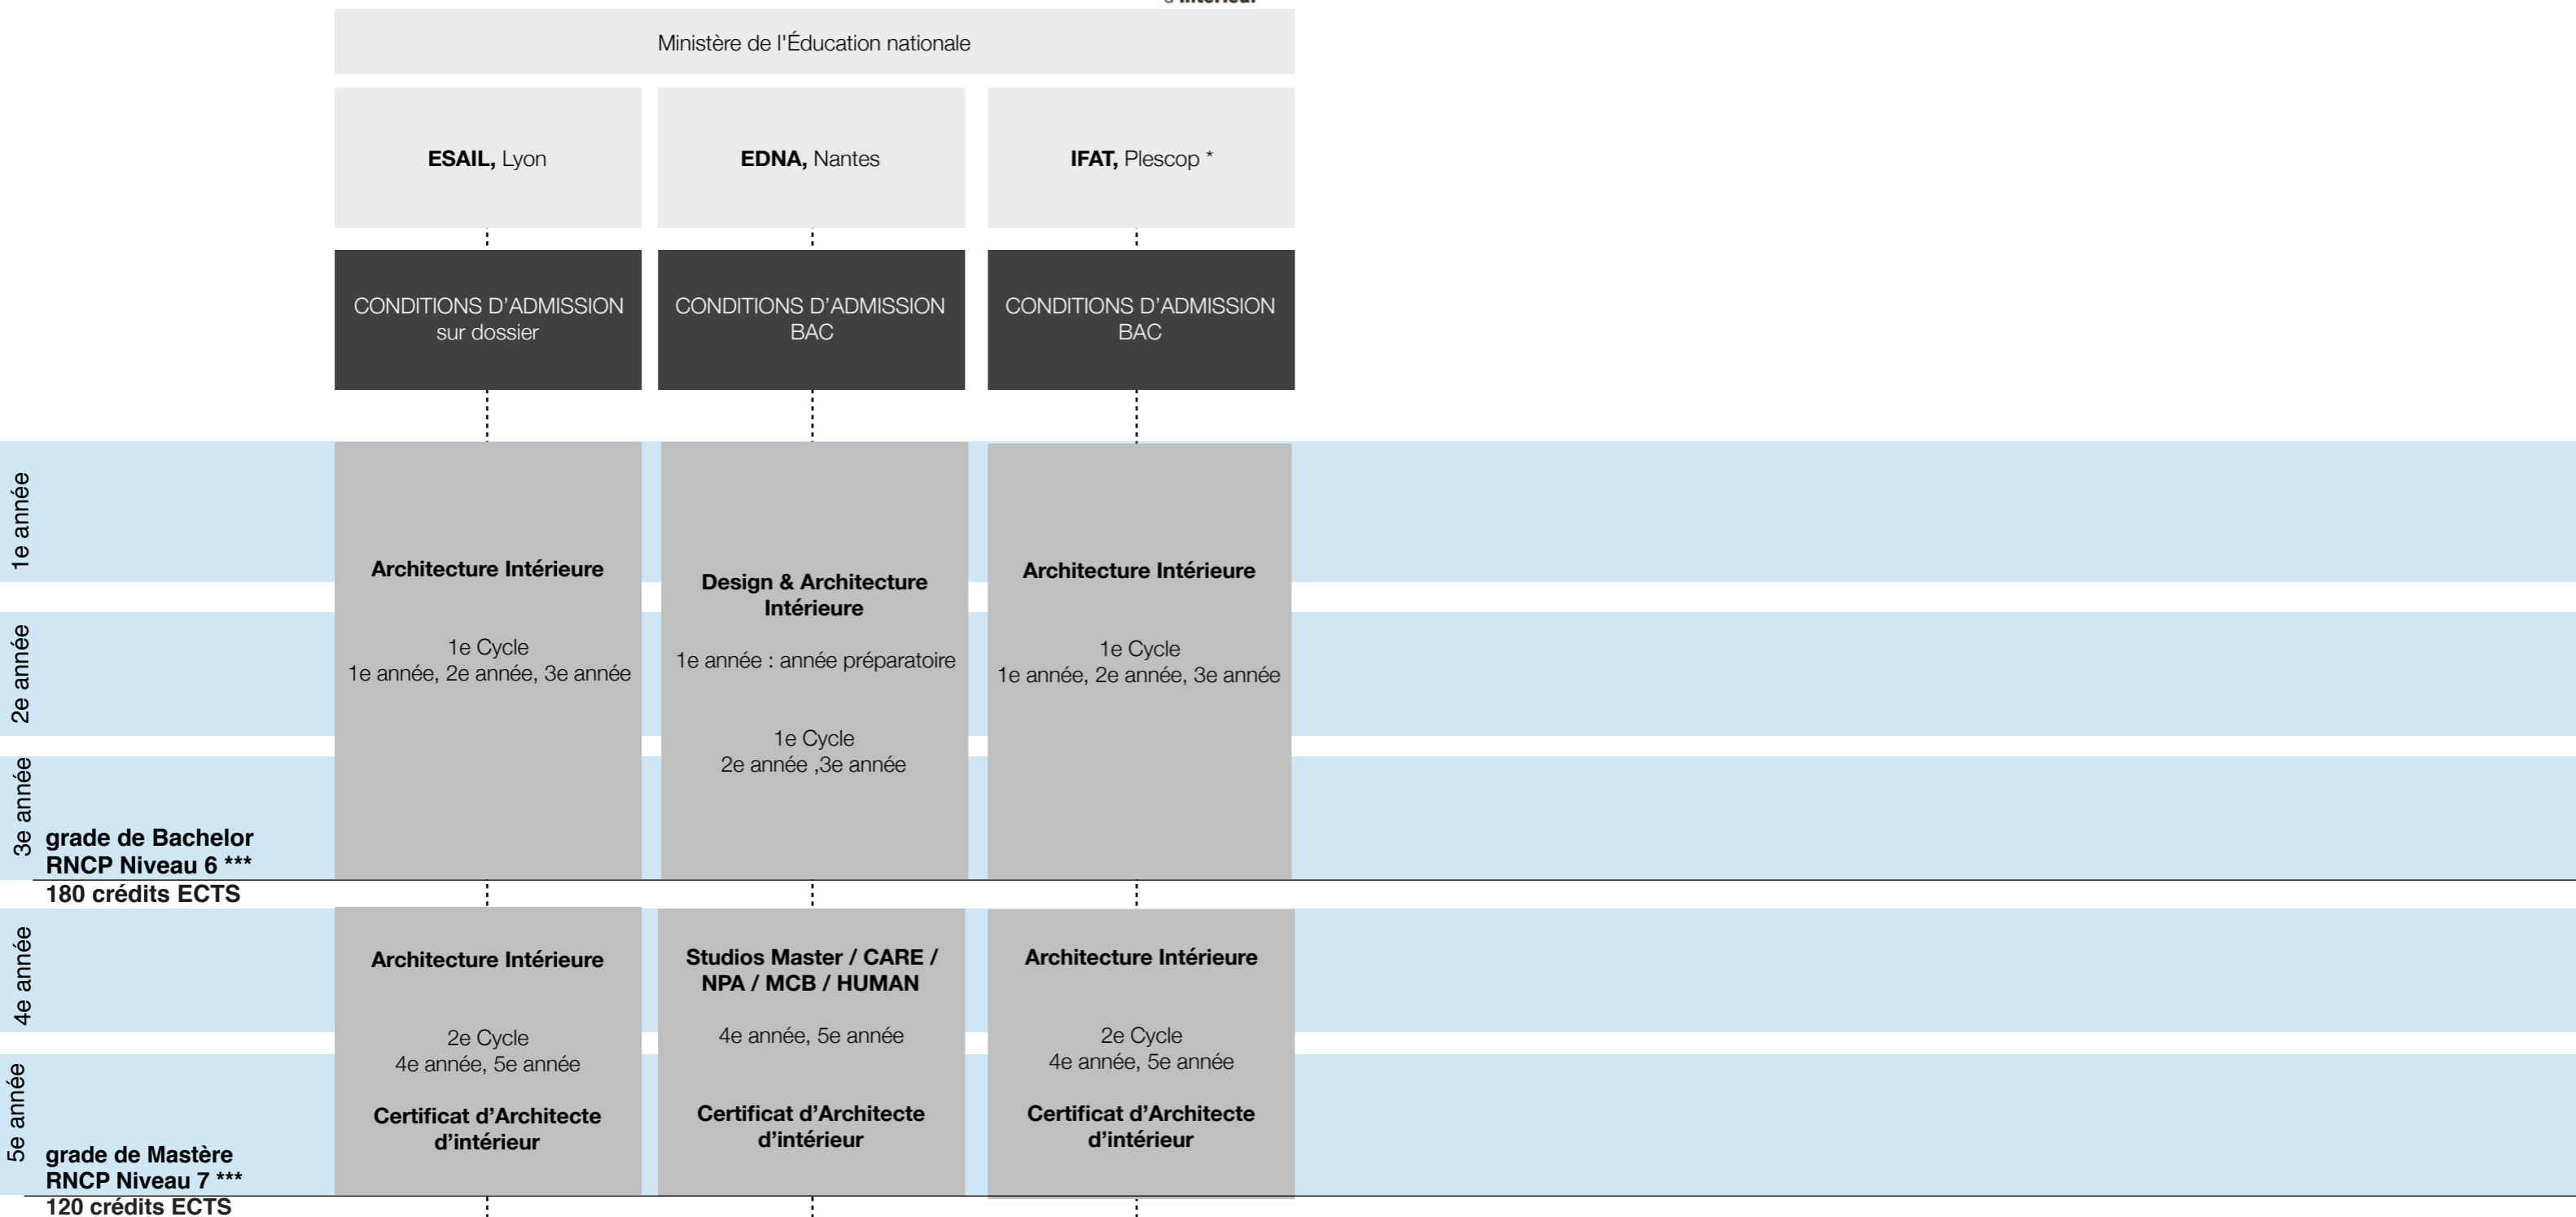 d'intérieur
Ministère de l'Éducation nationale
ESAIL, Lyon
EDNA, Nantes
IFAT, Plescop *
CONDITIONS D’ADMISSION
sur dossier
CONDITIONS D’ADMISSION
BAC
CONDITIONS D’ADMISSION
BAC
1e année
2e année
3e année
grade de Bachelor
RNCP Niveau 6 ***
180 crédits ECTS
Architecture Intérieure
1e Cycle
1e année, 2e année, 3e année
Design & Architecture
Intérieure
1e année : année préparatoire
1e Cycle
2e année ,3e année
Architecture Intérieure
1e Cycle
1e année, 2e année, 3e année
4e année
5e année
grade de Mastère
RNCP Niveau 7 ***
120 crédits ECTS
Architecture Intérieure
2e Cycle
4e année, 5e année
Certificat d’Architecte
d’intérieur
Studios Master / CARE /
NPA / MCB / HUMAN
4e année, 5e année
Certificat d’Architecte
d’intérieur
Architecture Intérieure
2e Cycle
4e année, 5e année
Certificat d’Architecte
d’intérieur